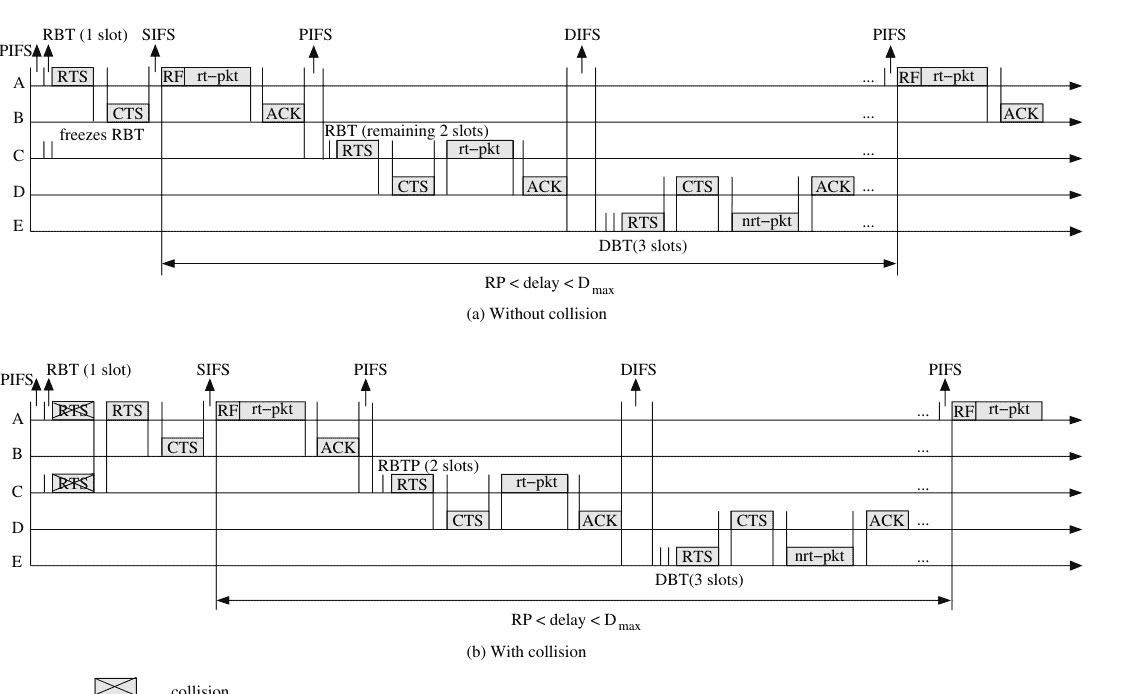 RBT (1 slot) SIFS PIFS DIFS PIFS
PIFS
A RTS RF rt−pkt ... RF rt−pkt
B CTS ACK ... ACK
freezes RBT RBT (remaining 2 slots)
C RTS rt−pkt ...
D CTS ACK CTS ACK ...
E RTS nrt−pkt ...
DBT(3 slots)
RP < delay < Dmax
(a) Without collision
RBT (1 slot) SIFS PIFS DIFS PIFS
PIFS
A RTS RTS RF rt−pkt ... RF rt−pkt
B CTS ACK ...
RBTP (2 slots)
C RTS RTS rt−pkt ...
D CTS ACK CTS ACK ...
E RTS nrt−pkt ...
DBT(3 slots)
RP < delay < Dmax
(b) With collision
collision